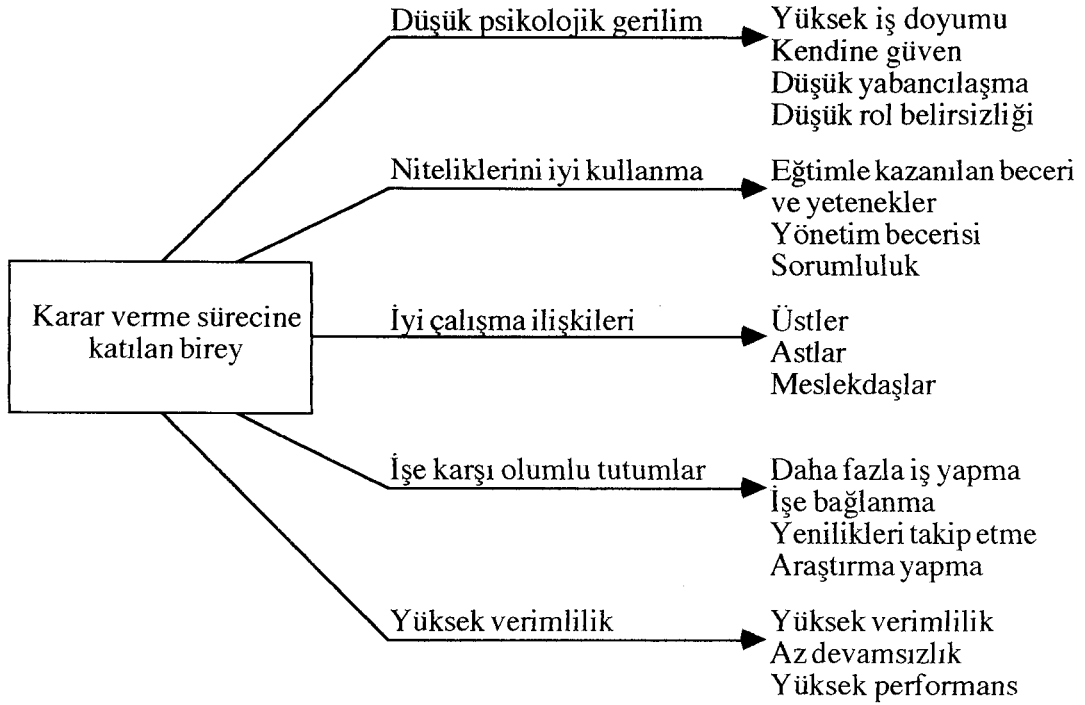 Düşük psikolojik gerilim
Yüksek iş doyumu
Kendine güven
Düşük yabancılaşma
Düşük rol belirsizliği
Niteliklerini iyi kullanma
Eğtimle kazanılan beceri
ve yetenekler
Yönetim becerisi
Sorumluluk
Karar verme sürecine
katılan birey
İyi çalışma ilişkileri
Üstler
Astlar
Meslekdaşlar
İşe karşı olumlu tutumlar
Daha fazla iş yapma
İşe bağlanma
Yenilikleri takip etme
Araştırma yapma
Yüksek verimlilik
Yüksek verimlilik
Az devamsızlık
Yüksek performans